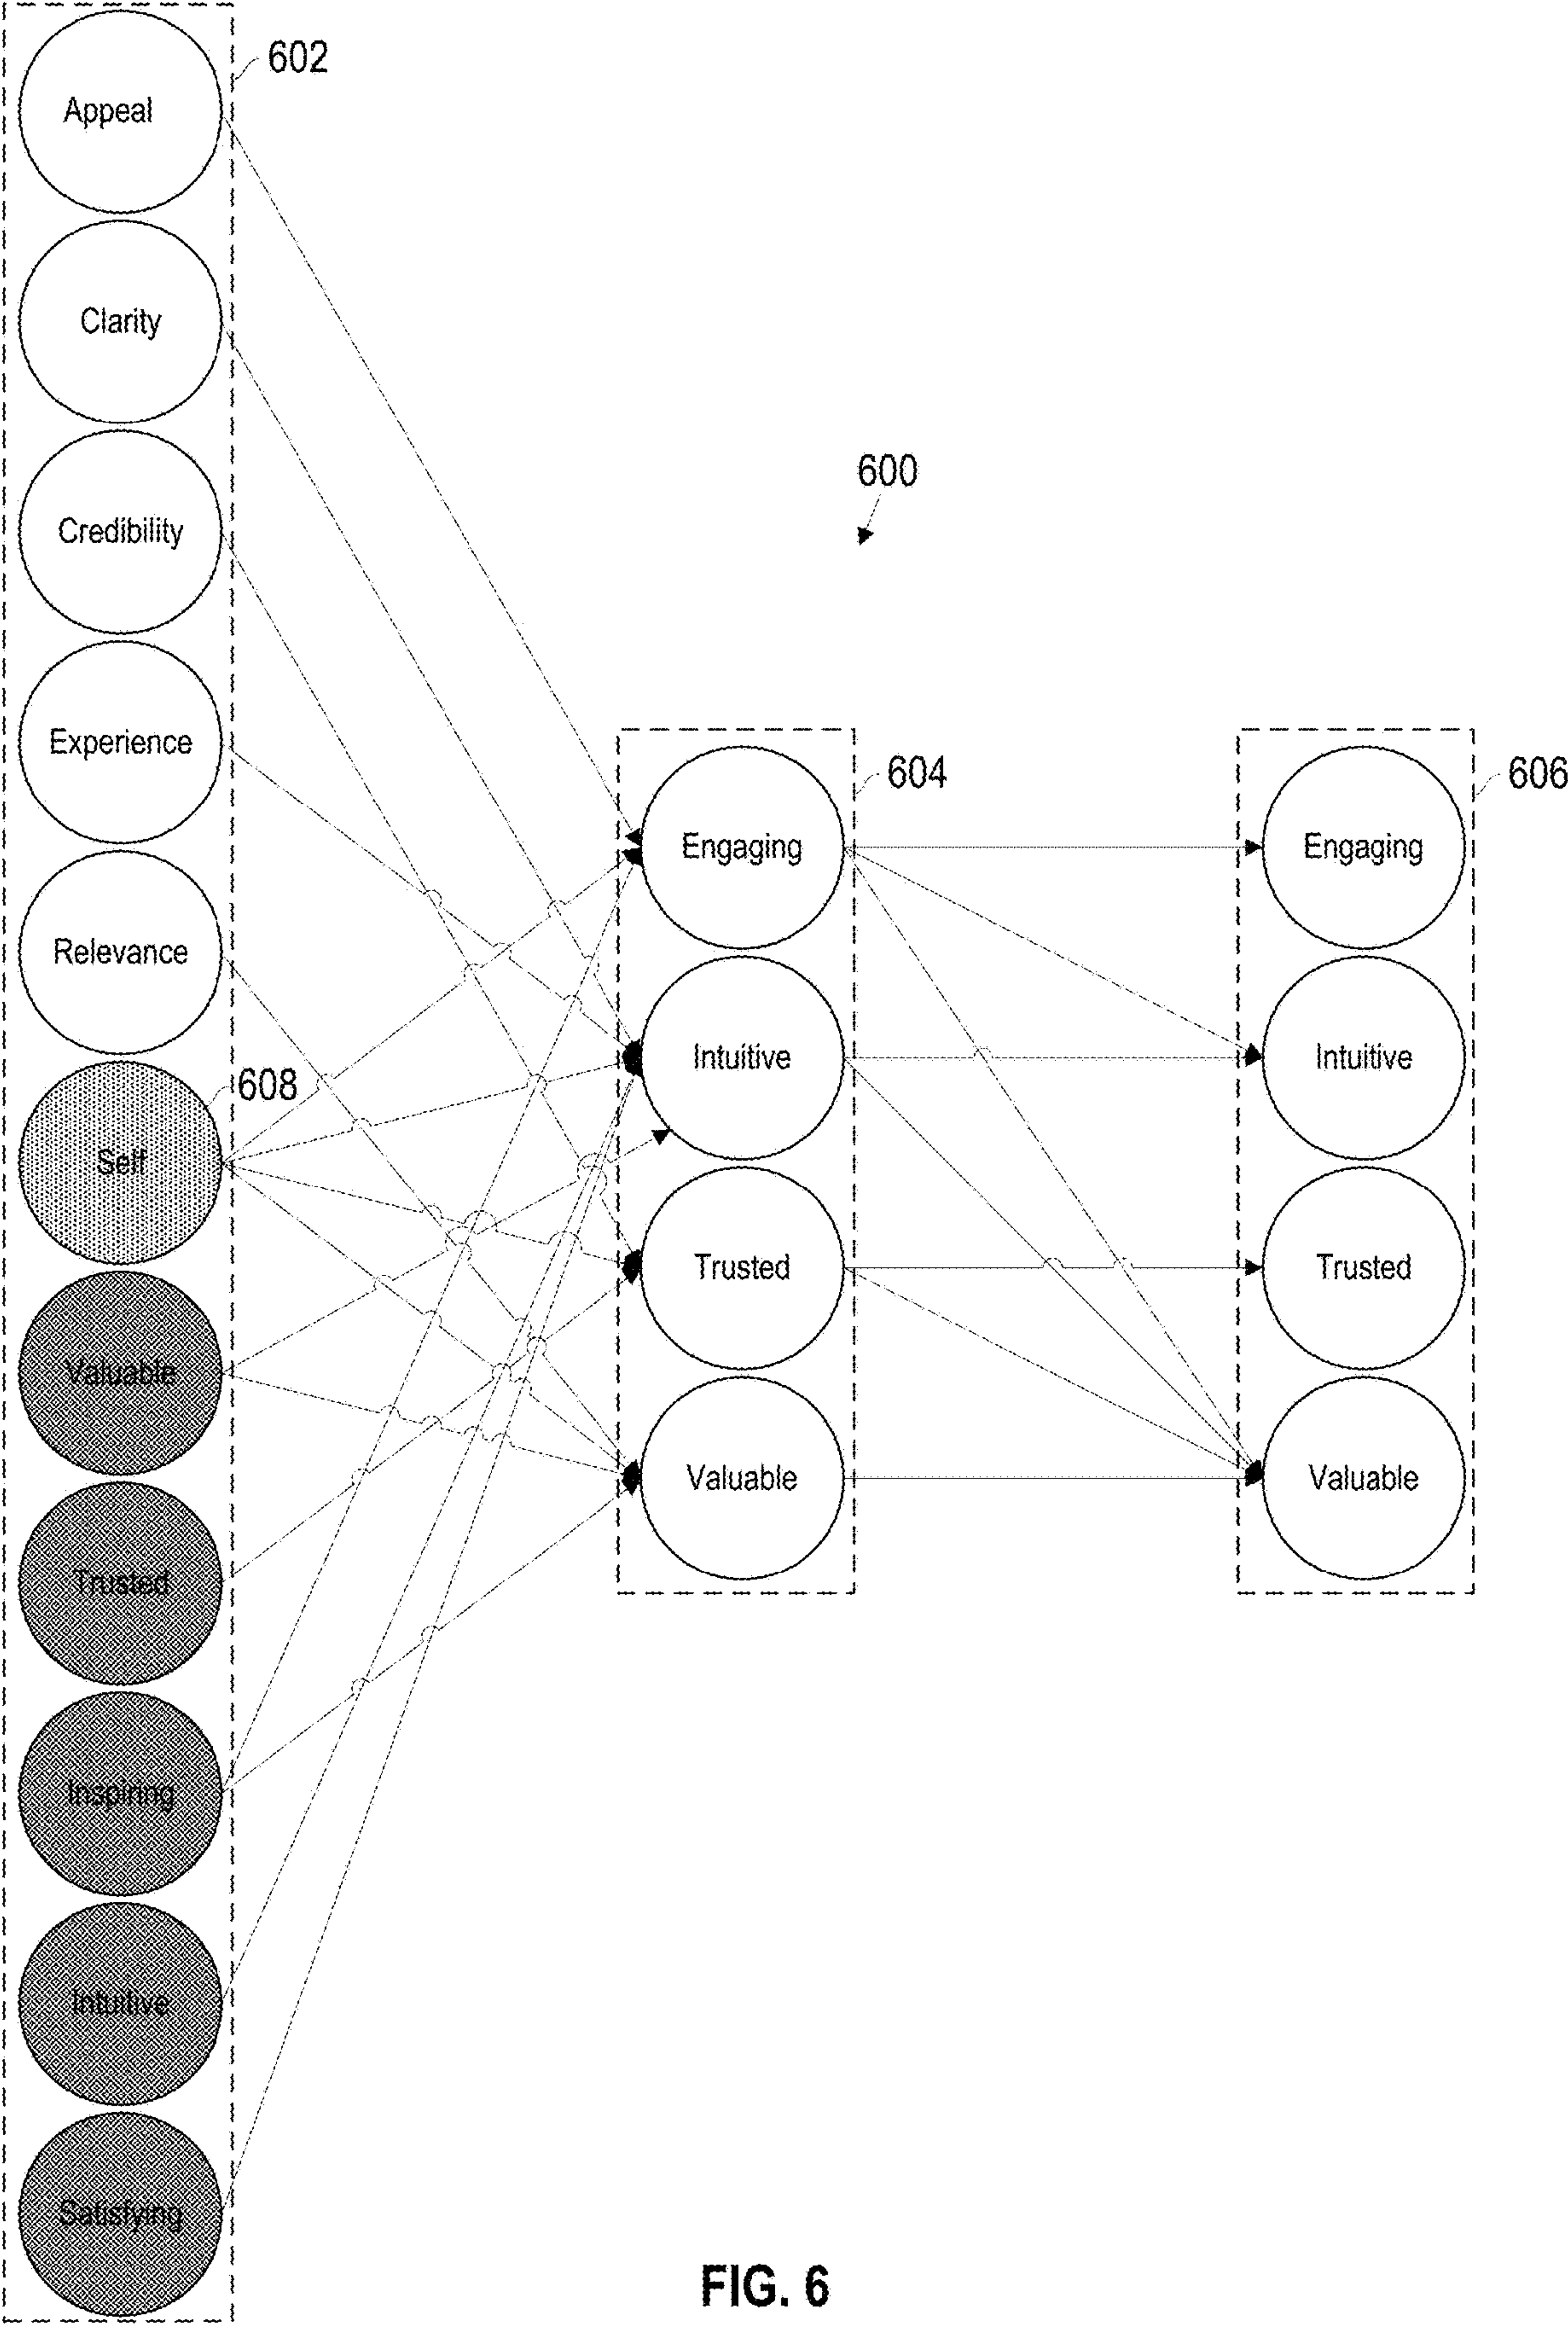 602
Appeal
Clarity
600
Credibility
Experience
604
606
Engaging
Engaging
Relevance
Intuitive
Intuitive
608
Self
Trusted
Trusted
Valuable
Valuable
Valuable
Trusted
Inspiring
Intuitive
Satisfying
FIG. 6